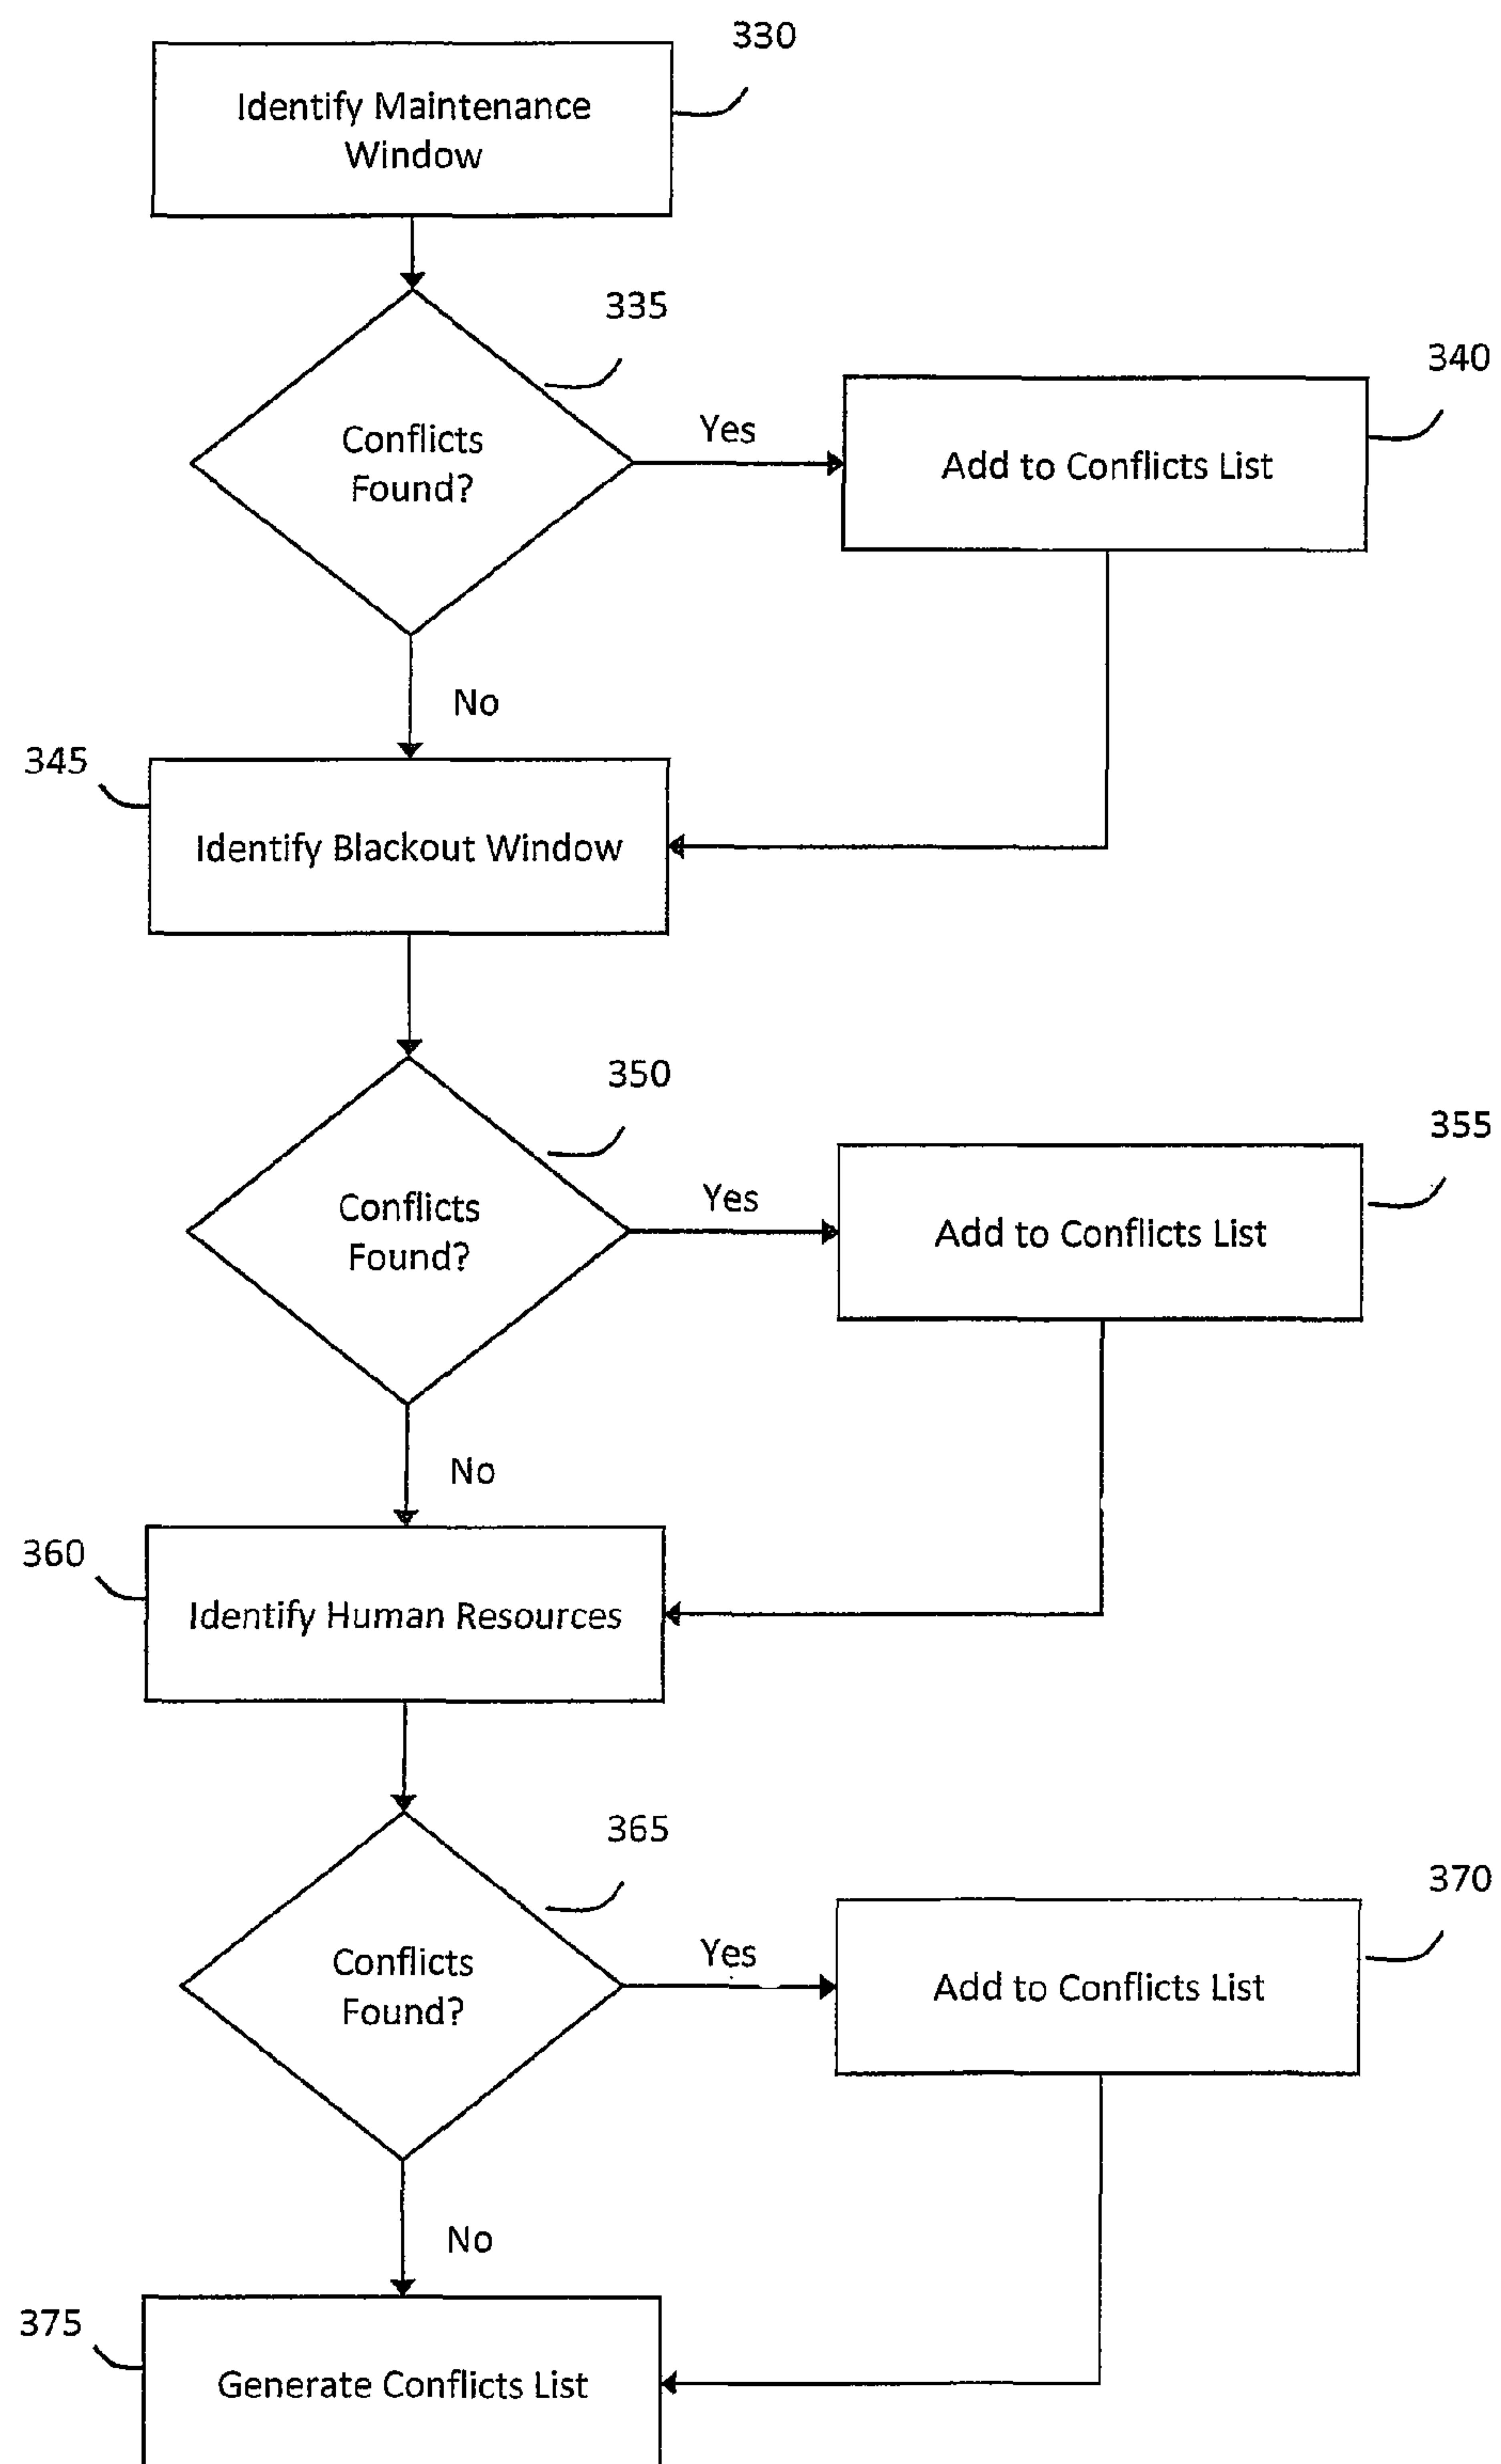 330
Identify Maintenance
Window
335
Conflicts
Found?
Yes
340
Add to Conflicts List
No
345
Identify Blackout Window
350
Conflicts
Found?
Yes
355
Add to Conflicts List
No
360
Identify Human Resources
365
Conflicts
Found?
Yes
370
Add to Conflicts List
No
375
Generate Conflicts List